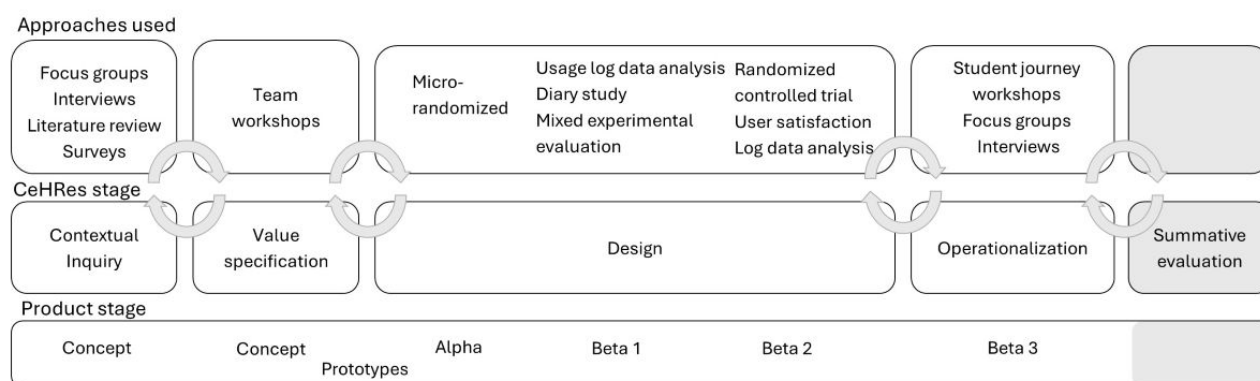 Approaches used
Focus groups
Interviews
Literature review
Surveys
Team
workshops
Micro-
randomized
Usage log data analysis
Diary study
Mixed experimental
evaluation
Randomized
controlled trial
User satisfaction
Log data analysis
Student journey
workshops
Focus groups
Interviews
CeHRes stage
Contextual
Inquiry
Value
specification
Design
Operationalization
Summative
evaluation
Product stage
Concept
Concept
Prototypes
Alpha
Beta 1
Beta 2
Beta 3